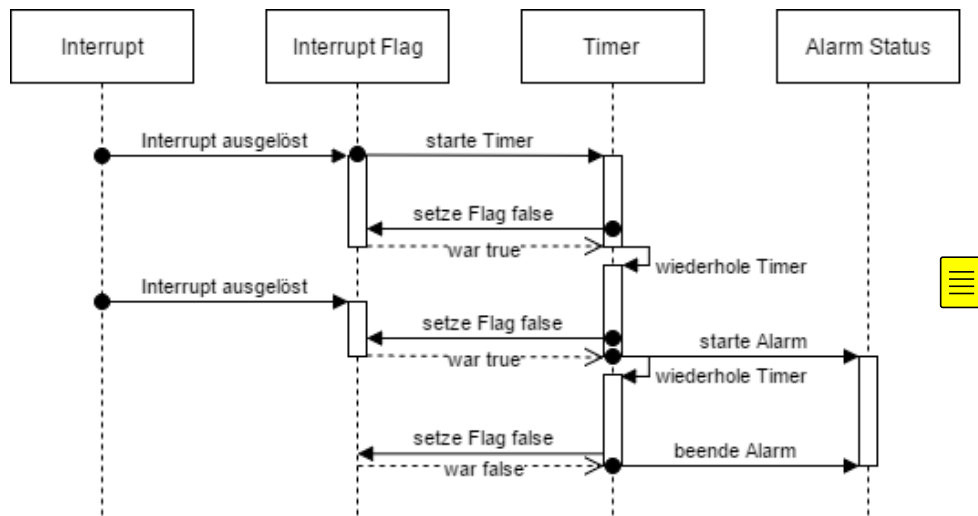 Interrupt
Interrupt Flag
Timer
Alarm Status
Interrupt ausgelöst
starte Timer
setze Flag false
war true
wiederhole Timer
Interrupt ausgelöst
setze Flag false
starte Alarm
war true
wiederhole Timer
setze Flag false
beende Alarm
war false